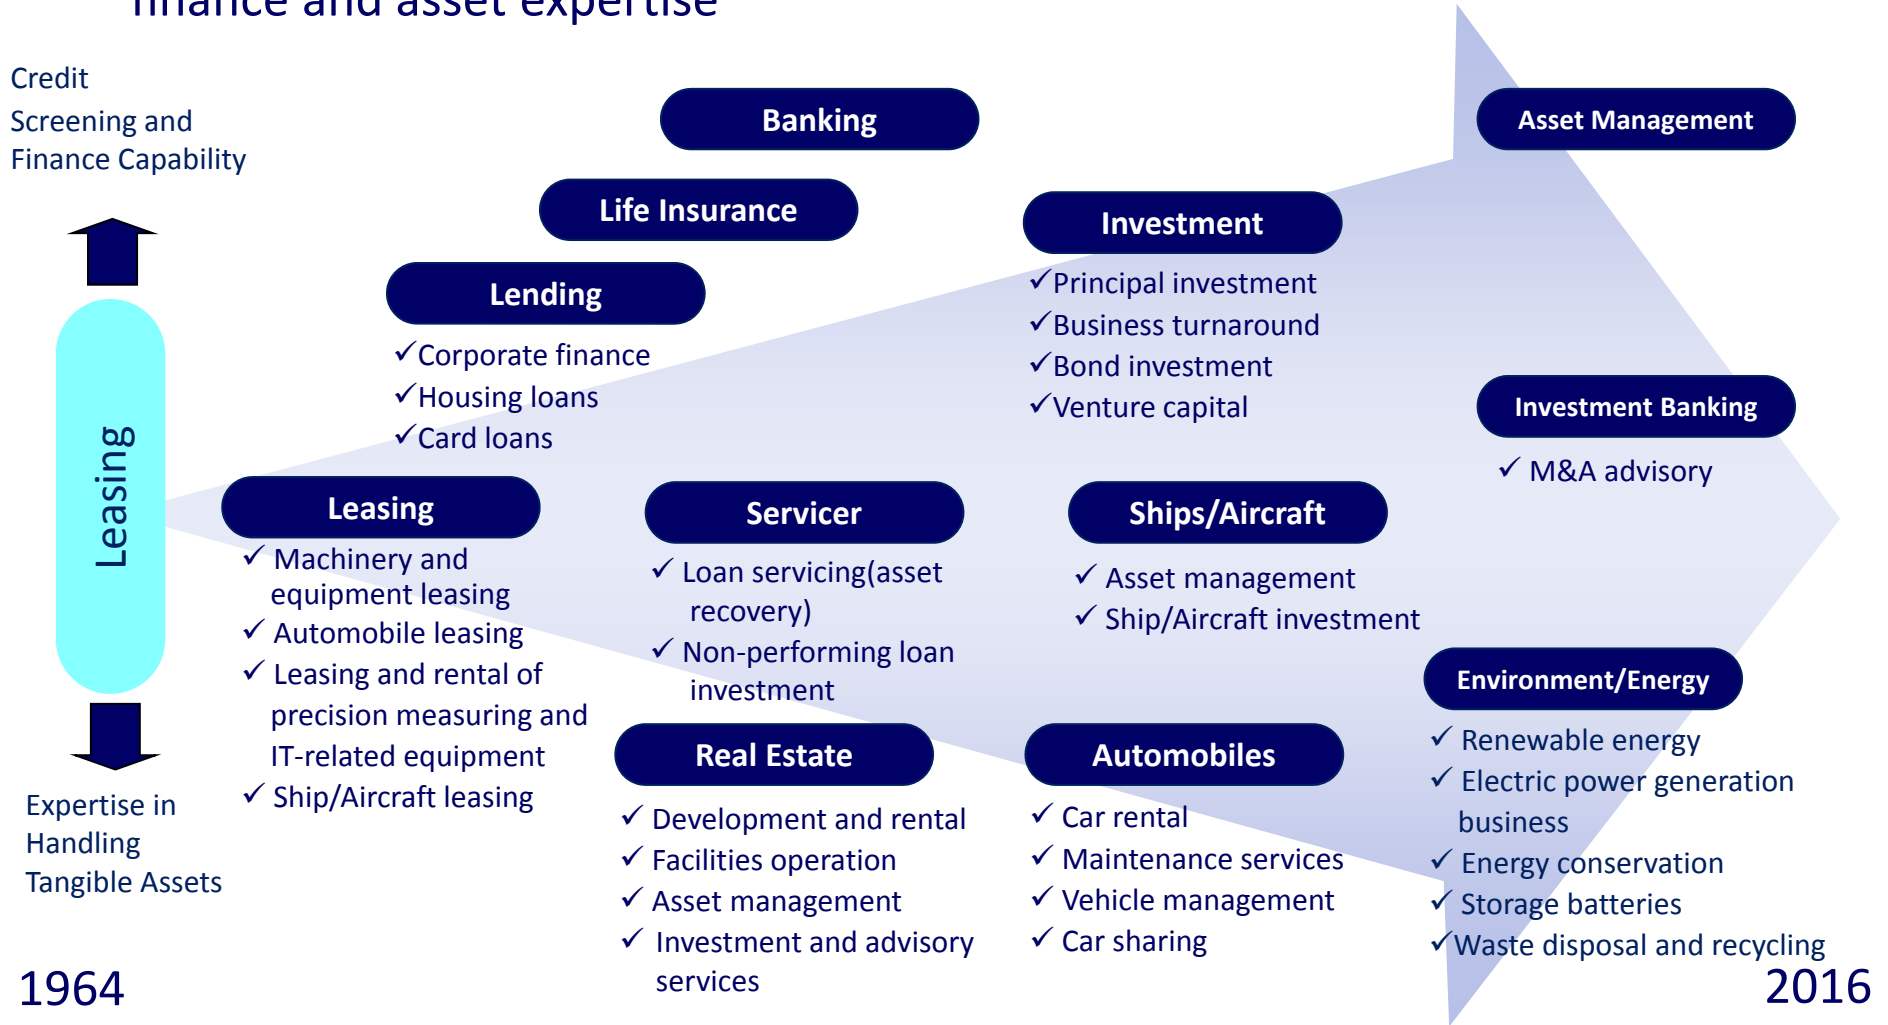 finance and asset expertise
Credit
Screening and
Finance Capability
Leasing
Expertise in
Handling
Tangible Assets
1964
Banking
Life Insurance
Lending
✓Corporate finance
✓Housing loans
✓Card loans
Leasing
✓ Machinery and
equipment leasing
✓ Automobile leasing
✓ Leasing and rental of
precision measuring and
IT-related equipment
✓ Ship/Aircraft leasing
Servicer
✓ Loan servicing(asset
recovery)
✓ Non-performing loan
investment
Real Estate
✓ Development and rental
✓ Facilities operation
✓ Asset management
✓ Investment and advisory
services
Investment
✓Principal investment
✓Business turnaround
✓Bond investment
✓Venture capital
Ships/Aircraft
✓ Asset management
✓ Ship/Aircraft investment
Automobiles
✓ Car rental
✓ Maintenance services
✓ Vehicle management
✓ Car sharing
Asset Management
Investment Banking
✓ M&A advisory
Environment/Energy
✓ Renewable energy
✓ Electric power generation
business
✓ Energy conservation
✓ Storage batteries
✓Waste disposal and recycling
2016